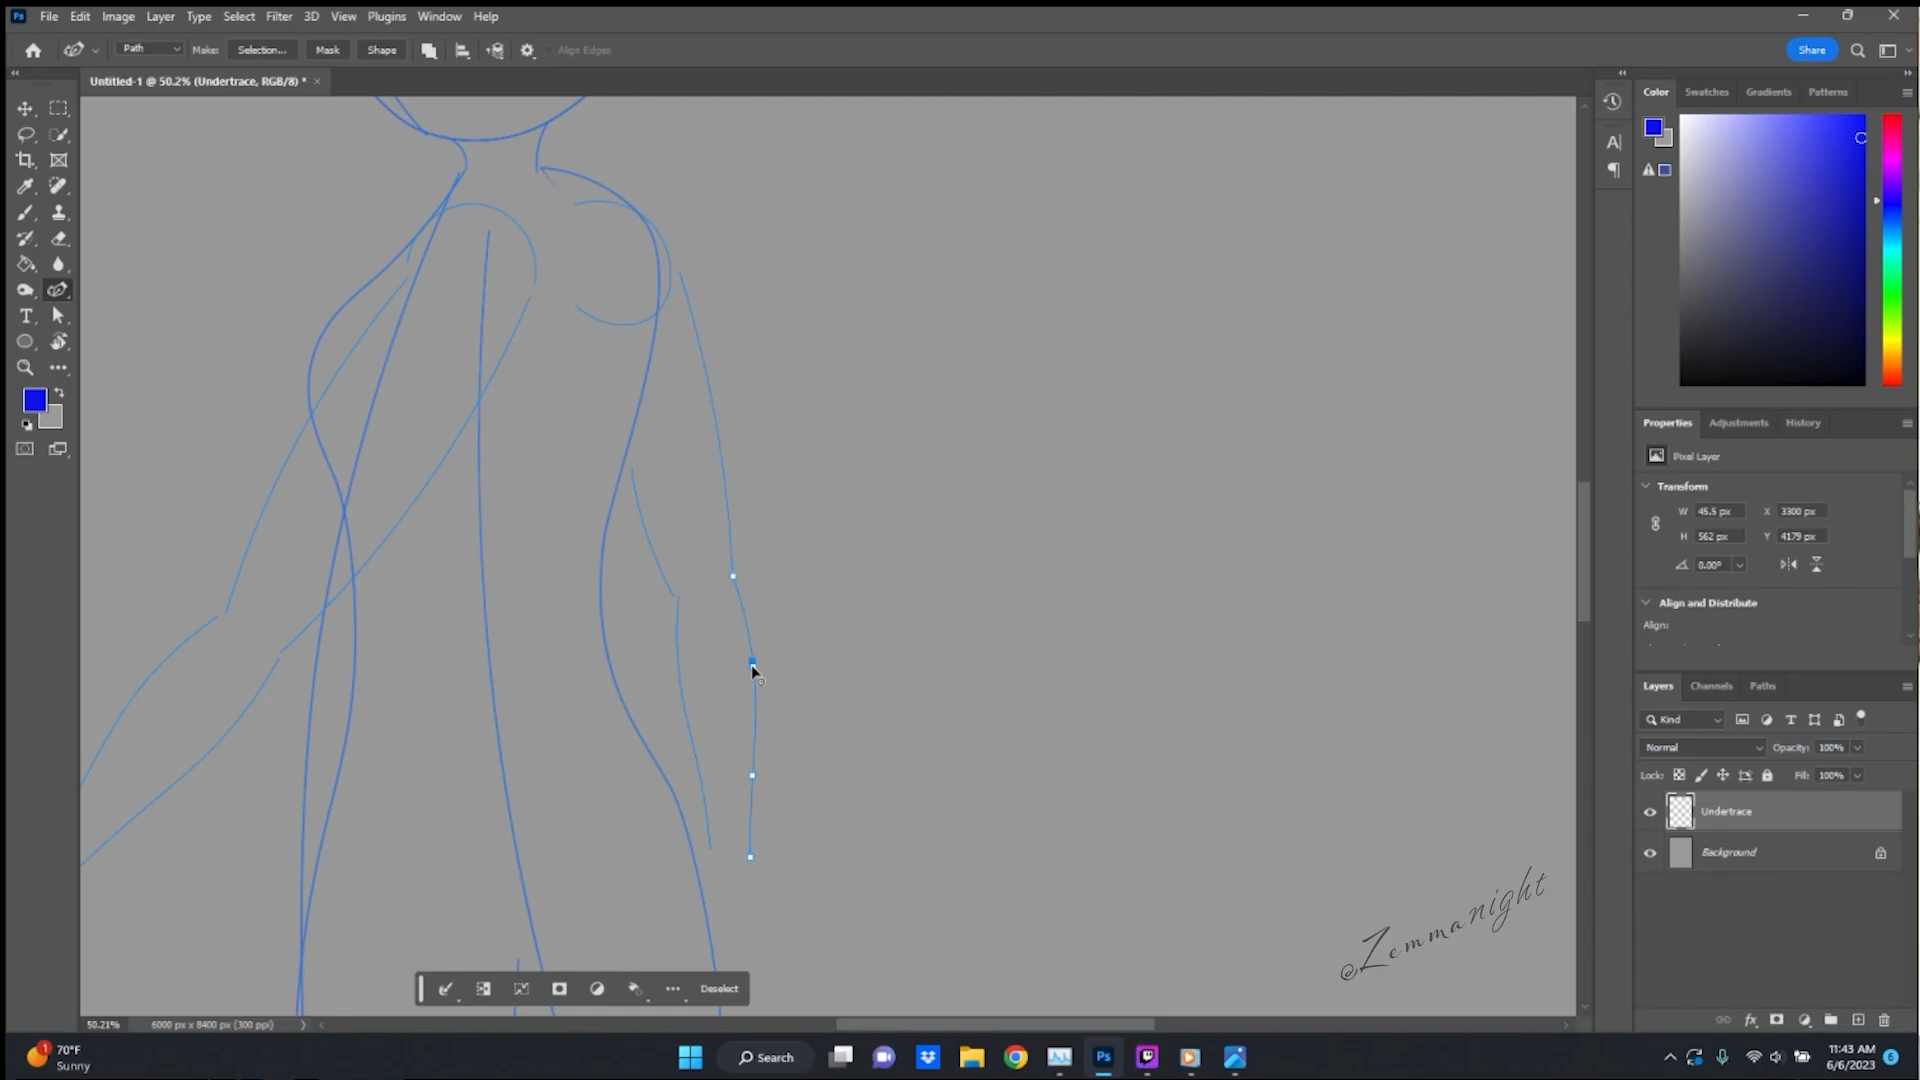 File Edit Image Layer Type Select Filter 3D View Plugins Window Help
Path Make: Selection... Mask Shape Align Edges Share
Untitled-1 @ 50.2% (Undertrace, RGB/8) *
Color Swatches Gradients Patterns
Properties Adjustments History
Pixel Layer
Transform
W 45.5 px X 3300 px
H 562 px Y 4179 px
0.00°
Align and Distribute
Align:
Layers Channels Paths
Kind
Normal Opacity: 100%
Lock: Fill: 100%
Undertrace
Background
@Zemmanight
Deselect
50.21% 6000 px x 8400 px (300 ppi)
1
70°F
Sunny
Search
Ps
11:43 AM
6/6/2023
6